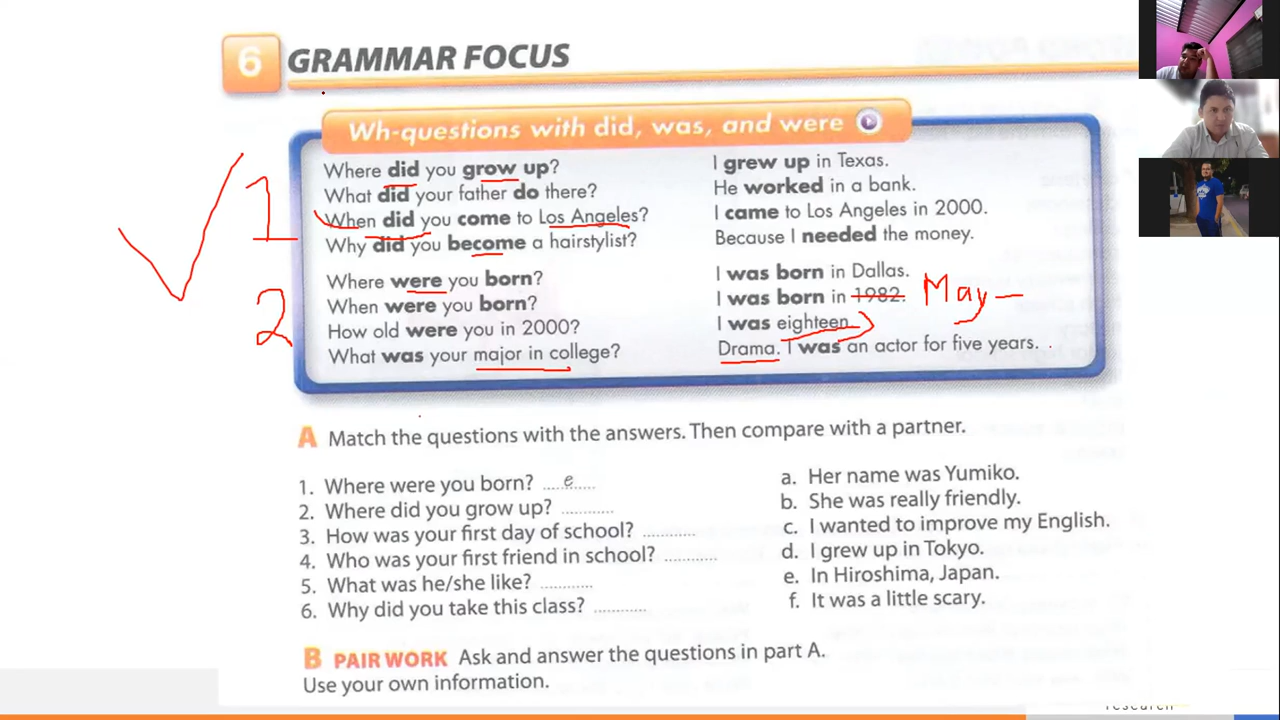 6 GRAMMAR FOCUS
Wh-questions with did, was, and were
1
Where did you grow up? I grew up in Texas.
What did your father do there? He worked in a bank.
When did you come to Los Angeles? I came to Los Angeles in 2000.
Why did you become a hairstylist? Because I needed the money.
2
Where were you born? I was born in Dallas.
When were you born? I was born in 1982. May
How old were you in 2000? I was eighteen.
What was your major in college? Drama. I was an actor for five years.
A Match the questions with the answers. Then compare with a partner.
1. Where were you born? ....e.....
2. Where did you grow up? ............
3. How was your first day of school? ............
4. Who was your first friend in school? ............
5. What was he/she like? ............
6. Why did you take this class? ............
a. Her name was Yumiko.
b. She was really friendly.
c. I wanted to improve my English.
d. I grew up in Tokyo.
e. In Hiroshima, Japan.
f. It was a little scary.
B PAIR WORK Ask and answer the questions in part A.
Use your own information.
research